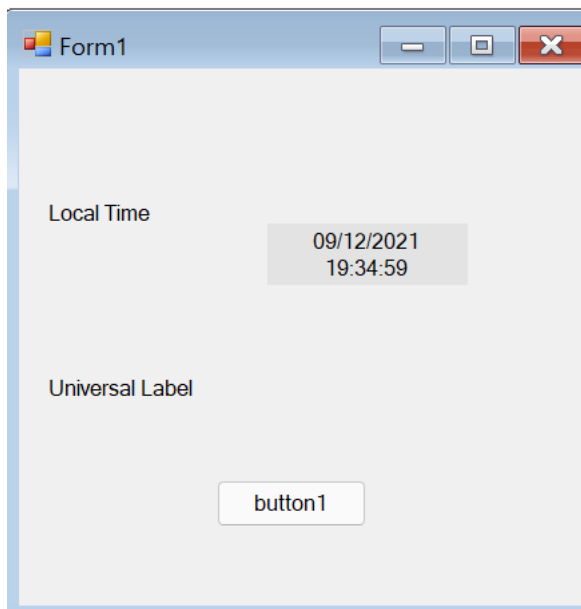 Form1
Local Time
09/12/2021
19:34:59
Universal Label
button1